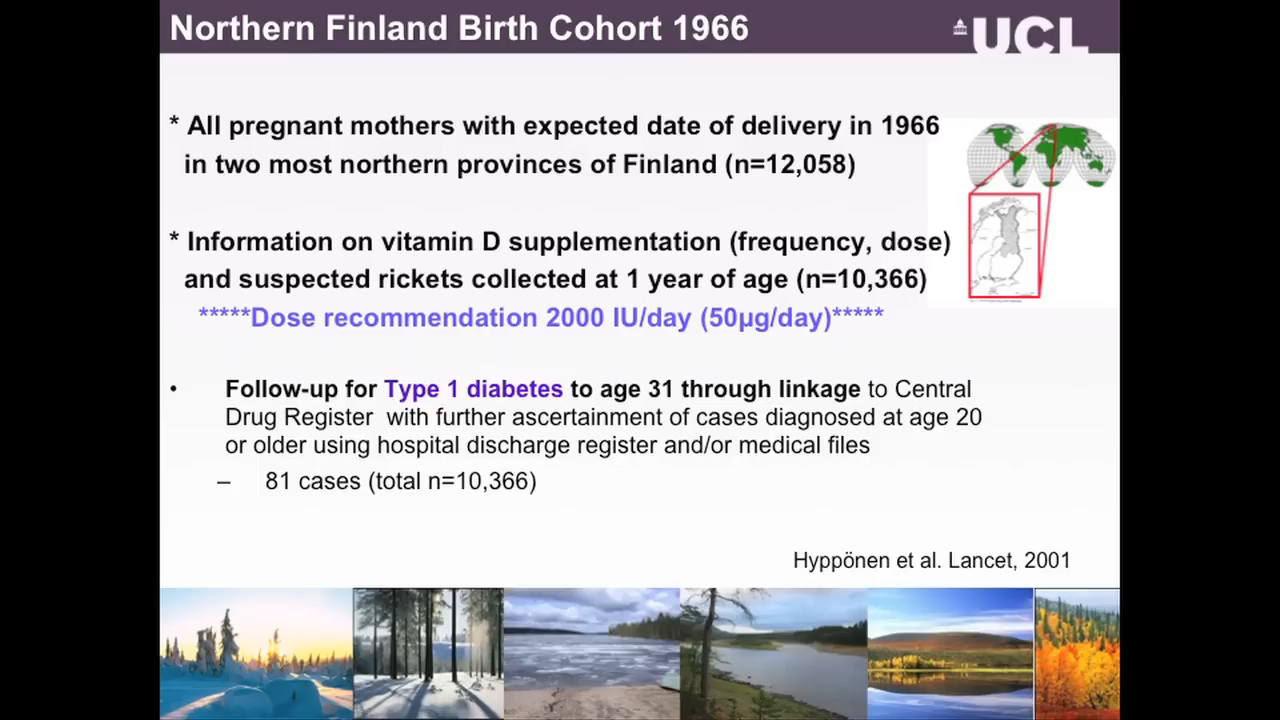 Northern Finland Birth Cohort 1966
UCL
* All pregnant mothers with expected date of delivery in 1966
in two most northern provinces of Finland (n=12,058)
* Information on vitamin D supplementation (frequency, dose)
and suspected rickets collected at 1 year of age (n=10,366)
*****Dose recommendation 2000 IU/day (50µg/day)*****
• Follow-up for Type 1 diabetes to age 31 through linkage to Central
Drug Register with further ascertainment of cases diagnosed at age 20
or older using hospital discharge register and/or medical files
– 81 cases (total n=10,366)
Hyppönen et al. Lancet, 2001